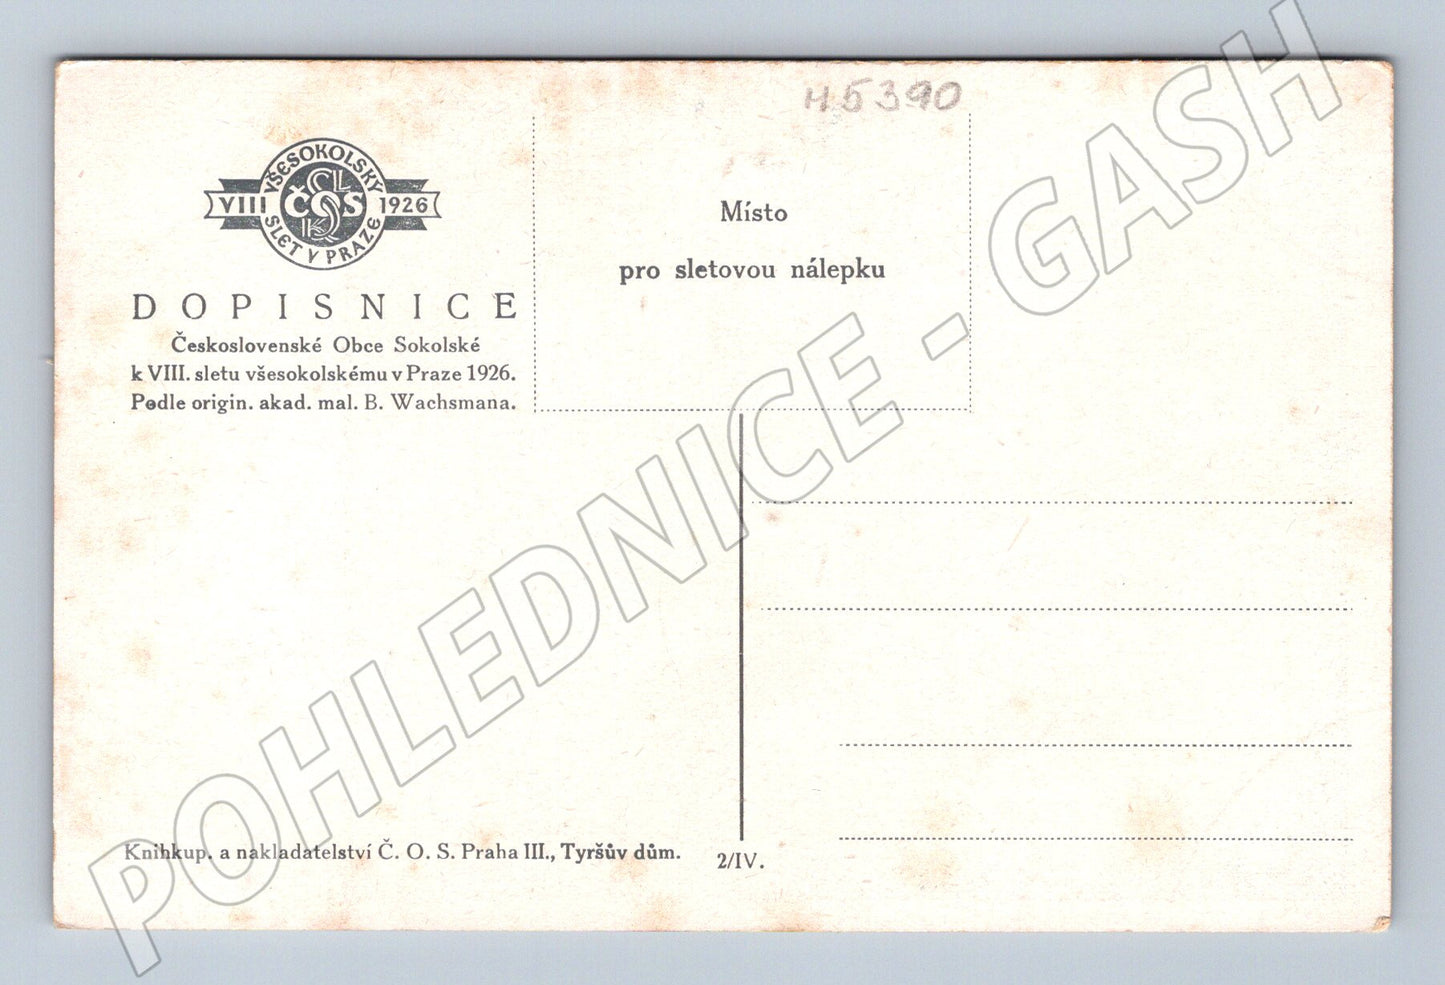 H5390
VŠESOKOLSKÝ
VIII
ČOS
1926
SLET V PRAZE
Místo
pro sletovou nálepku
DOPISNICE
Československé Obce Sokolské
k VIII. sletu všesokolskému v Praze 1926.
Podle origin. akad. mal. B. Wachsmana.
Knihkup. a nakladatelství Č. O. S. Praha III., Tyršův dům.
2/IV.
POHLEDNICE - GASH